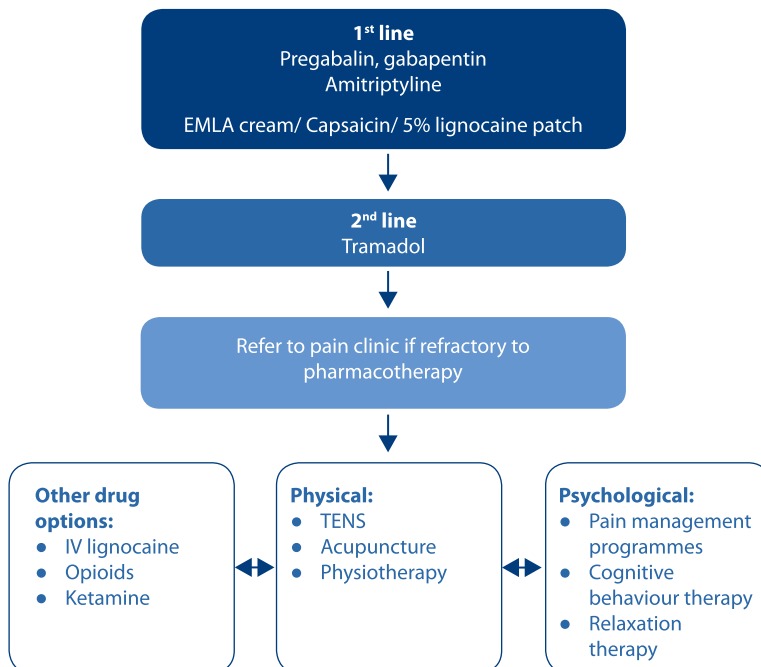 1st line
Pregabalin, gabapentin
Amitriptyline
EMLA cream/ Capsaicin/ 5% lignocaine patch
2nd line
Tramadol
Refer to pain clinic if refractory to
pharmacotherapy
Other drug
options:
● IV lignocaine
● Opioids
● Ketamine
Physical:
● TENS
● Acupuncture
● Physiotherapy
Psychological:
● Pain management
programmes
● Cognitive
behaviour therapy
● Relaxation
therapy